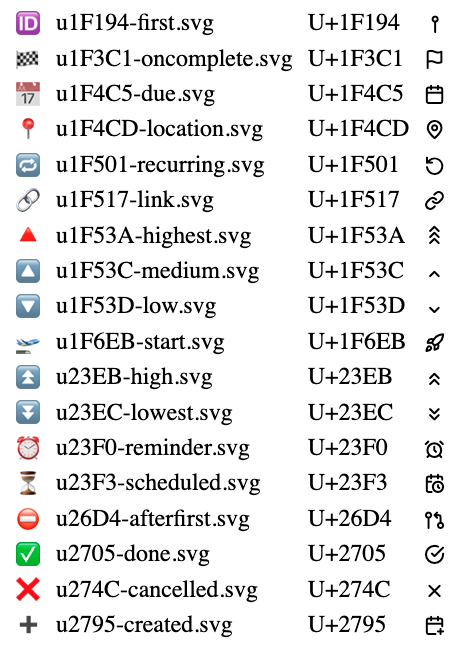 🆔 u1F194-first.svg U+1F194
🏁 u1F3C1-oncomplete.svg U+1F3C1
📅 u1F4C5-due.svg U+1F4C5
📍 u1F4CD-location.svg U+1F4CD
🔁 u1F501-recurring.svg U+1F501
🔗 u1F517-link.svg U+1F517
🔺 u1F53A-highest.svg U+1F53A
🔼 u1F53C-medium.svg U+1F53C
🔽 u1F53D-low.svg U+1F53D
🛫 u1F6EB-start.svg U+1F6EB
⏫ u23EB-high.svg U+23EB
⏬ u23EC-lowest.svg U+23EC
⏰ u23F0-reminder.svg U+23F0
⏳ u23F3-scheduled.svg U+23F3
⛔ u26D4-afterfirst.svg U+26D4
✅ u2705-done.svg U+2705
❌ u274C-cancelled.svg U+274C
➕ u2795-created.svg U+2795